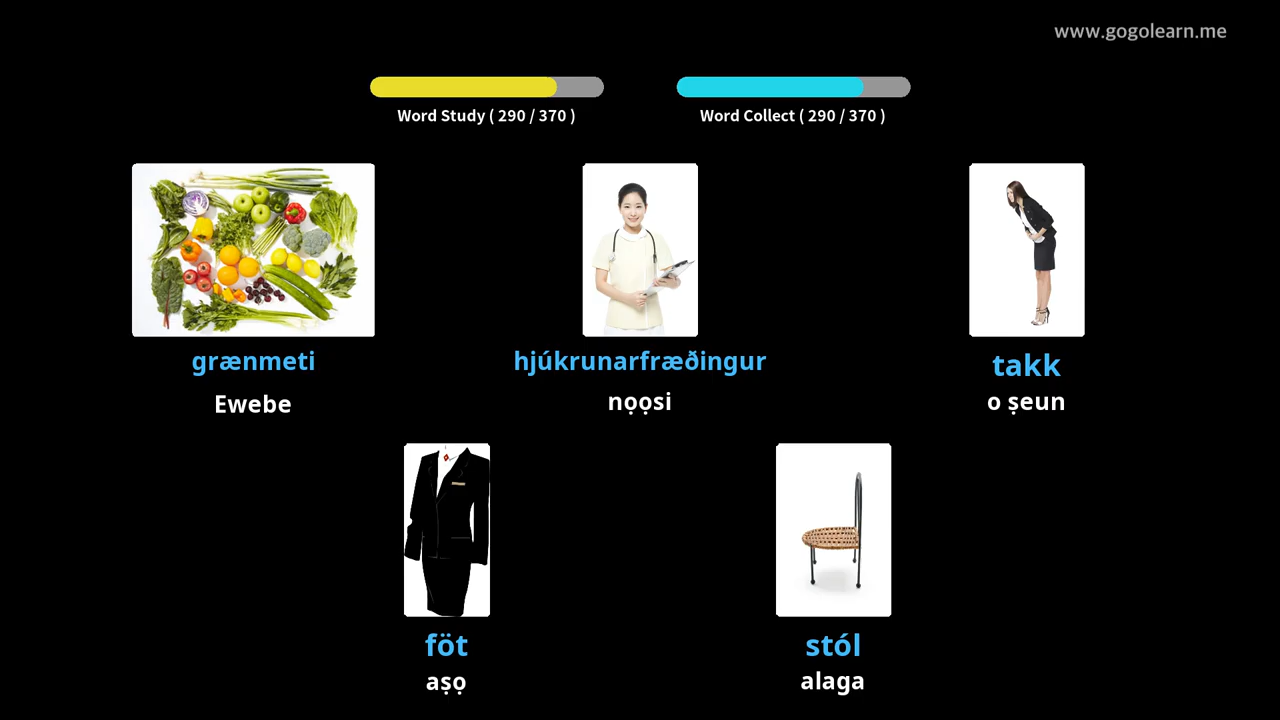 www.gogolearn.me
Word Study ( 290 / 370 )
Word Collect ( 290 / 370 )
grænmeti
Ewebe
hjúkrunarfræðingur
nọọsi
takk
o ṣeun
föt
aṣọ
stól
alaga